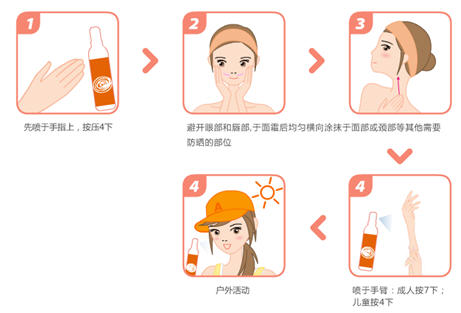 1
2
3
先喷于手指上，按压4下
避开眼部和唇部,于面霜后均匀横向涂抹于面部或颈部等其他需要
防晒的部位
4
A
4
户外活动
喷于手臂：成人按7下；
儿童按4下